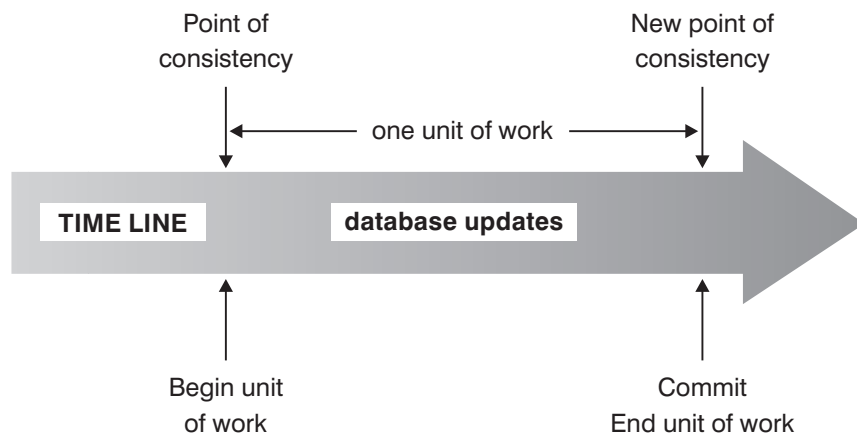 Point of
consistency
New point of
consistency
one unit of work
TIME LINE
database updates
Begin unit
of work
Commit
End unit of work